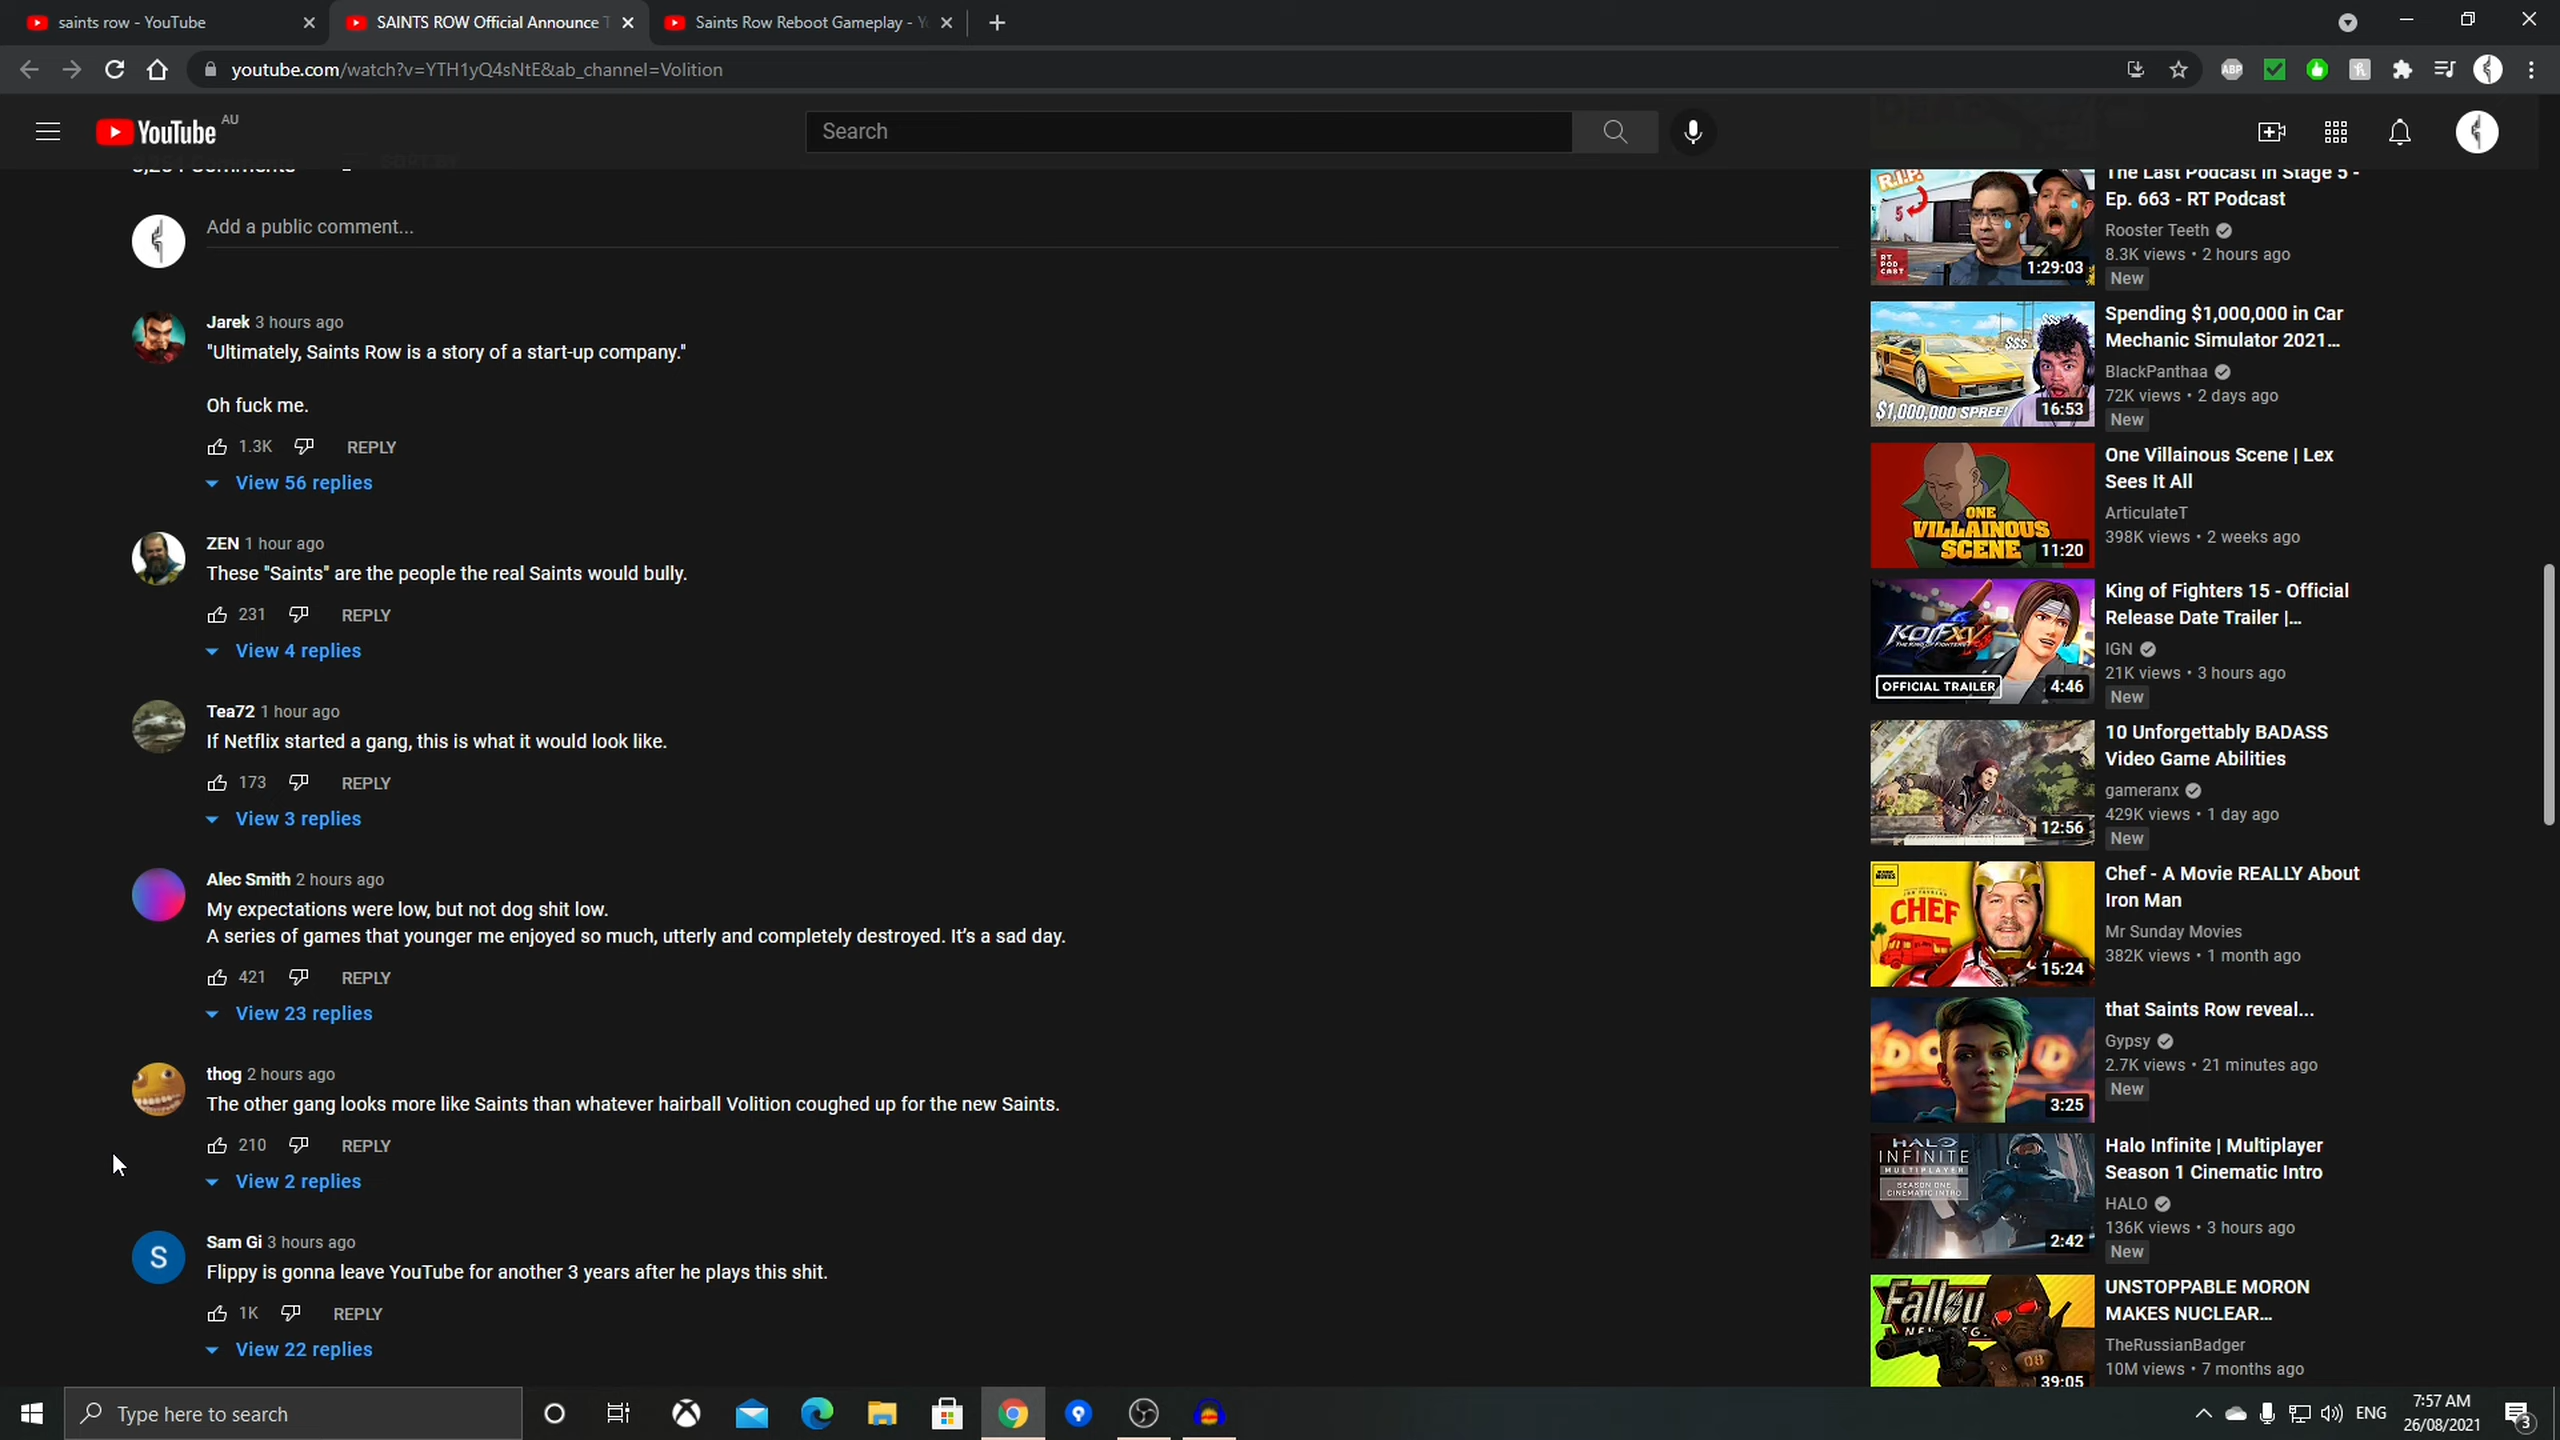 saints row - YouTube
SAINTS ROW Official Announce T
Saints Row Reboot Gameplay - Y
youtube.com/watch?v=YTH1yQ4sNtE&ab_channel=Volition
ABP
YouTube AU
Search
Add a public comment...
Jarek 3 hours ago
"Ultimately, Saints Row is a story of a start-up company."
Oh fuck me.
1.3K REPLY
View 56 replies
ZEN 1 hour ago
These "Saints" are the people the real Saints would bully.
231 REPLY
View 4 replies
Tea72 1 hour ago
If Netflix started a gang, this is what it would look like.
173 REPLY
View 3 replies
Alec Smith 2 hours ago
My expectations were low, but not dog shit low.
A series of games that younger me enjoyed so much, utterly and completely destroyed. It's a sad day.
421 REPLY
View 23 replies
thog 2 hours ago
The other gang looks more like Saints than whatever hairball Volition coughed up for the new Saints.
210 REPLY
View 2 replies
S
Sam Gi 3 hours ago
Flippy is gonna leave YouTube for another 3 years after he plays this shit.
1K REPLY
View 22 replies
R.I.P.
5
RT POD CAST
1:29:03
The Last Podcast in Stage 5 -
Ep. 663 - RT Podcast
Rooster Teeth
8.3K views • 2 hours ago
New
$$$
$$$
$1,000,000 SPREE!
16:53
Spending $1,000,000 in Car
Mechanic Simulator 2021...
BlackPanthaa
72K views • 2 days ago
New
ONE
VILLAINOUS
SCENE
11:20
One Villainous Scene | Lex
Sees It All
ArticulateT
398K views • 2 weeks ago
KOFXV
THE KING OF FIGHTERS
OFFICIAL TRAILER
4:46
King of Fighters 15 - Official
Release Date Trailer |...
IGN
21K views • 3 hours ago
New
12:56
10 Unforgettably BADASS
Video Game Abilities
gameranx
429K views • 1 day ago
New
CHEF
15:24
Chef - A Movie REALLY About
Iron Man
Mr Sunday Movies
382K views • 1 month ago
3:25
that Saints Row reveal...
Gypsy
2.7K views • 21 minutes ago
New
HALO
INFINITE
MULTIPLAYER
SEASON ONE
CINEMATIC INTRO
2:42
Halo Infinite | Multiplayer
Season 1 Cinematic Intro
HALO
136K views • 3 hours ago
New
Fallou
08
39:05
UNSTOPPABLE MORON
MAKES NUCLEAR...
TheRussianBadger
10M views • 7 months ago
Type here to search
ENG
7:57 AM
26/08/2021
3